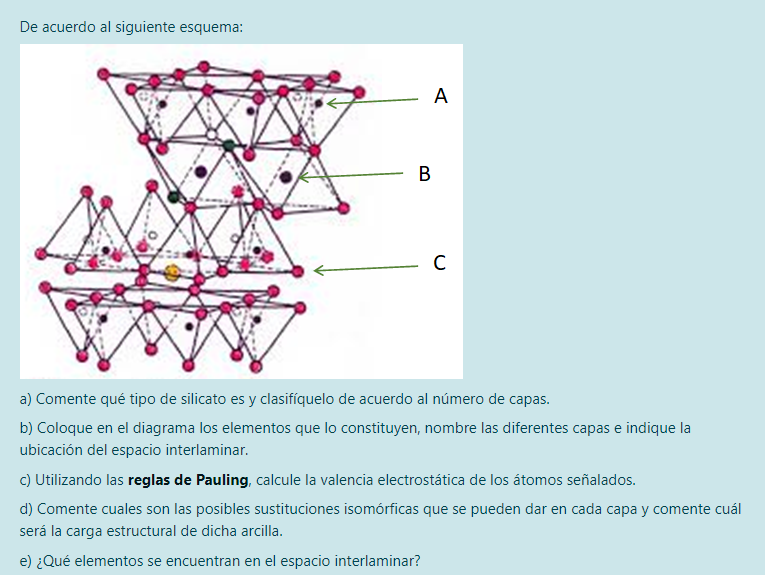 De acuerdo al siguiente esquema:
A
B
C
a) Comente qué tipo de silicato es y clasifíquelo de acuerdo al número de capas.
b) Coloque en el diagrama los elementos que lo constituyen, nombre las diferentes capas e indique la
ubicación del espacio interlaminar.
c) Utilizando las reglas de Pauling, calcule la valencia electrostática de los átomos señalados.
d) Comente cuales son las posibles sustituciones isomórficas que se pueden dar en cada capa y comente cuál
será la carga estructural de dicha arcilla.
e) ¿Qué elementos se encuentran en el espacio interlaminar?